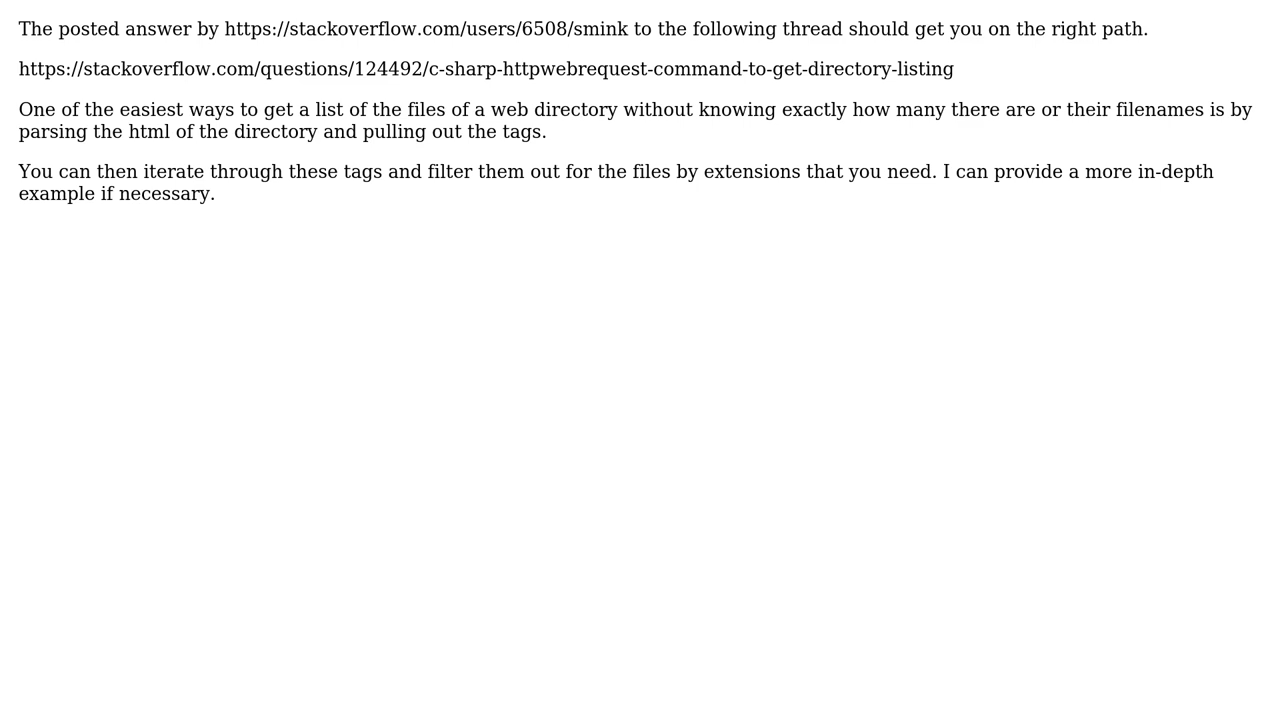 The posted answer by https://stackoverflow.com/users/6508/smink to the following thread should get you on the right path.
https://stackoverflow.com/questions/124492/c-sharp-httpwebrequest-command-to-get-directory-listing
One of the easiest ways to get a list of the files of a web directory without knowing exactly how many there are or their filenames is by
parsing the html of the directory and pulling out the tags.
You can then iterate through these tags and filter them out for the files by extensions that you need. I can provide a more in-depth
example if necessary.